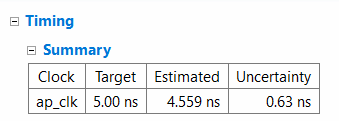 Timing
Summary
Clock Target Estimated Uncertainty
ap_clk 5.00 ns 4.559 ns 0.63 ns